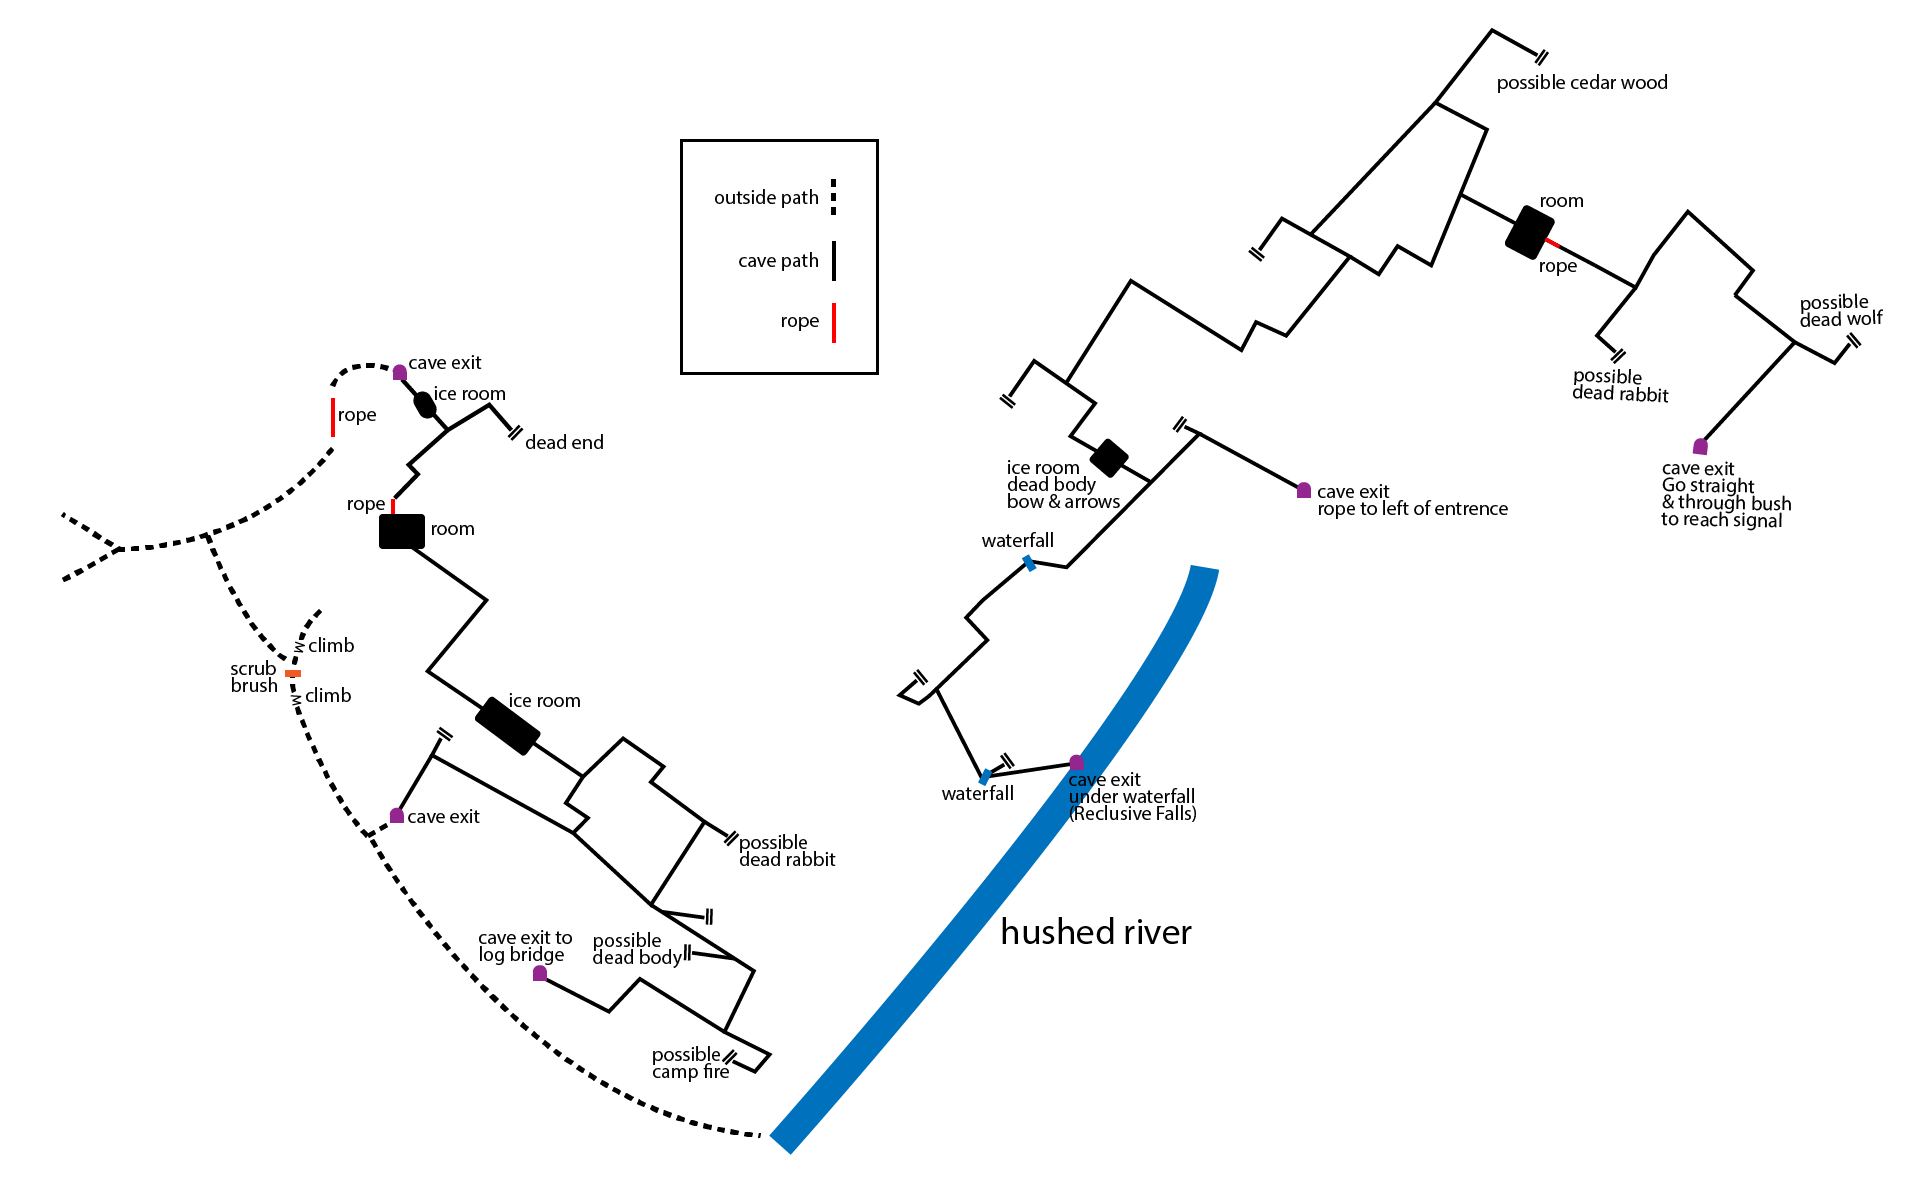 possible cedar wood
outside path
cave path
rope
room
rope
possible
dead wolf
possible
dead rabbit
cave exit
Go straight
& through bush
to reach signal
cave exit
ice room
rope
dead end
rope
room
ice room
dead body
bow & arrows
cave exit
rope to left of entrence
waterfall
climb
scrub
brush
climb
ice room
cave exit
waterfall
cave exit
under waterfall
(Reclusive Falls)
possible
dead rabbit
hushed river
cave exit to
log bridge
possible
dead body
possible
camp fire